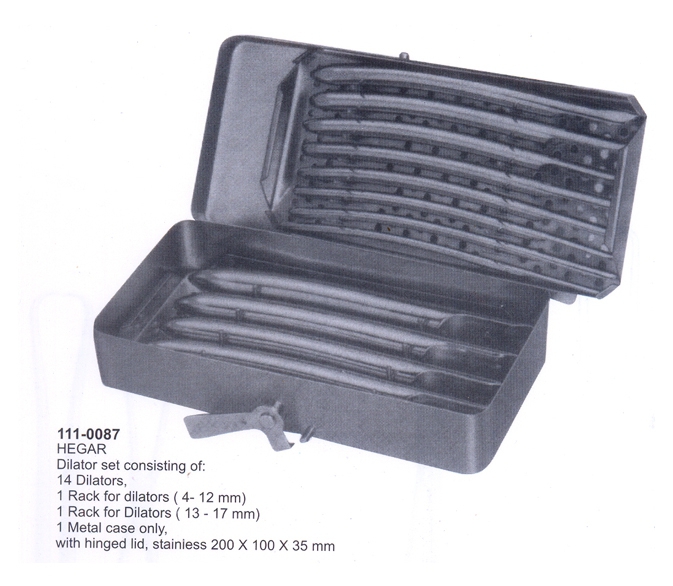 111-0087
HEGAR
Dilator set consisting of:
14 Dilators,
1 Rack for dilators ( 4- 12 mm)
1 Rack for Dilators ( 13 - 17 mm)
1 Metal case only,
with hinged lid, stainiess 200 X 100 X 35 mm